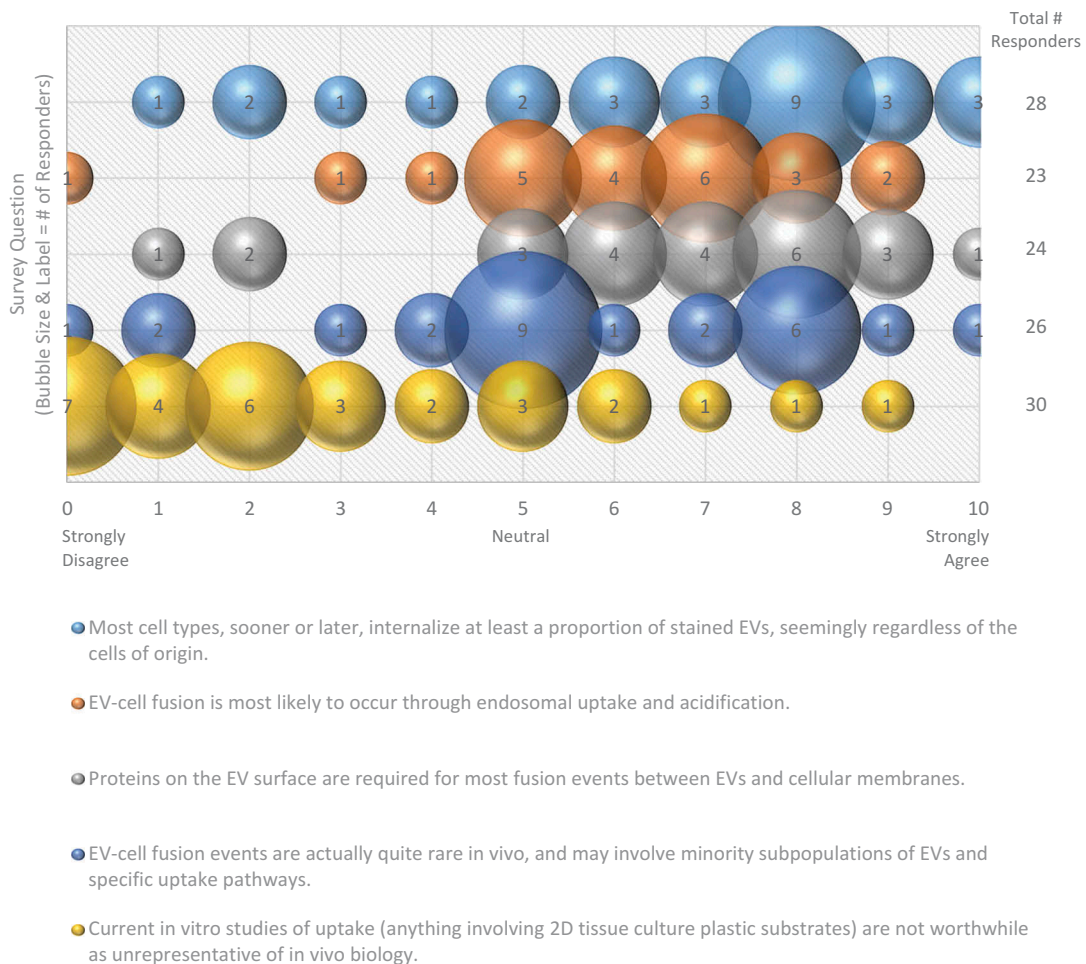 Total #
Responders
Survey Question
(Bubble Size & Label = # of Responders)
1 2 1 1 2 3 3 9 3 3 28
1 1 1 5 4 6 3 2 23
1 2 3 4 4 6 3 1 24
1 2 1 2 9 1 2 6 1 1 26
7 4 6 3 2 3 2 1 1 1 30
0 1 2 3 4 5 6 7 8 9 10
Strongly Neutral Strongly
Disagree Agree
Most cell types, sooner or later, internalize at least a proportion of stained EVs, seemingly regardless of the
cells of origin.
EV-cell fusion is most likely to occur through endosomal uptake and acidification.
Proteins on the EV surface are required for most fusion events between EVs and cellular membranes.
EV-cell fusion events are actually quite rare in vivo, and may involve minority subpopulations of EVs and
specific uptake pathways.
Current in vitro studies of uptake (anything involving 2D tissue culture plastic substrates) are not worthwhile
as unrepresentative of in vivo biology.